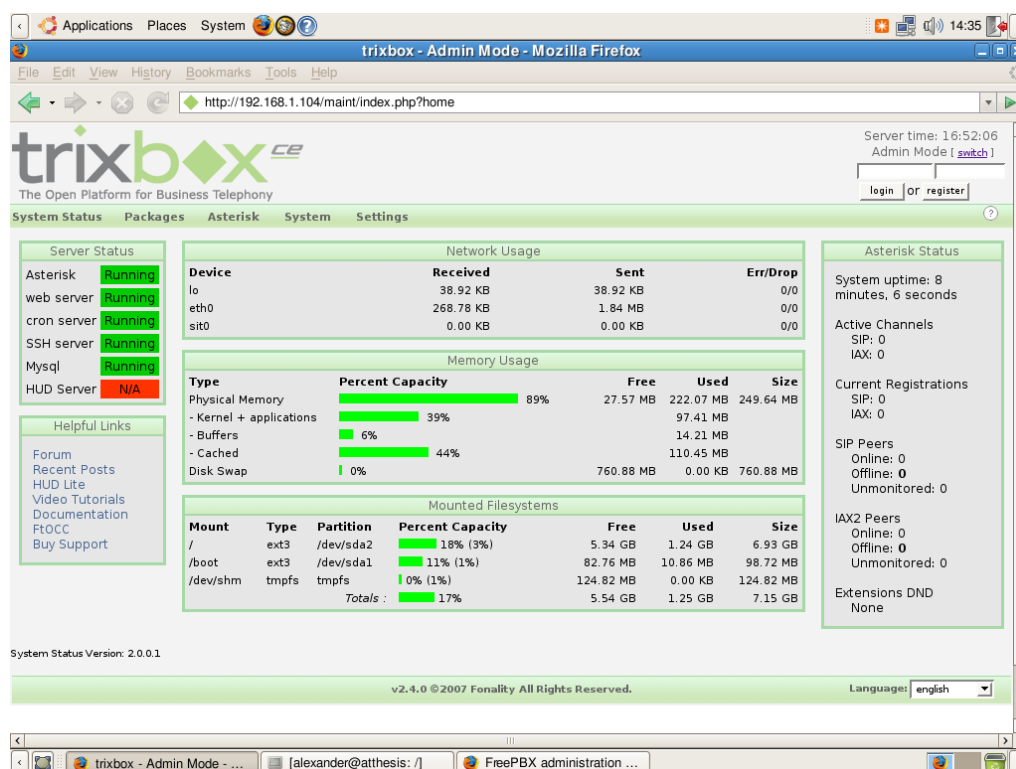 Applications Places System 14:35
trixbox - Admin Mode - Mozilla Firefox
File Edit View History Bookmarks Tools Help
http://192.168.1.104/maint/index.php?home
trixbox ce
The Open Platform for Business Telephony
Server time: 16:52:06
Admin Mode [ switch ]
login or register
System Status Packages Asterisk System Settings ?
Server Status
Asterisk Running
web server Running
cron server Running
SSH server Running
Mysql Running
HUD Server N/A
Helpful Links
Forum
Recent Posts
HUD Lite
Video Tutorials
Documentation
FtOCC
Buy Support
Network Usage
Device Received Sent Err/Drop
lo 38.92 KB 38.92 KB 0/0
eth0 268.78 KB 1.84 MB 0/0
sit0 0.00 KB 0.00 KB 0/0
Memory Usage
Type Percent Capacity Free Used Size
Physical Memory 89% 27.57 MB 222.07 MB 249.64 MB
- Kernel + applications 39% 97.41 MB
- Buffers 6% 14.21 MB
- Cached 44% 110.45 MB
Disk Swap 0% 760.88 MB 0.00 KB 760.88 MB
Mounted Filesystems
Mount Type Partition Percent Capacity Free Used Size
/ ext3 /dev/sda2 18% (3%) 5.34 GB 1.24 GB 6.93 GB
/boot ext3 /dev/sda1 11% (1%) 82.76 MB 10.86 MB 98.72 MB
/dev/shm tmpfs tmpfs 0% (1%) 124.82 MB 0.00 KB 124.82 MB
Totals : 17% 5.54 GB 1.25 GB 7.15 GB
Asterisk Status
System uptime: 8
minutes, 6 seconds
Active Channels
SIP: 0
IAX: 0
Current Registrations
SIP: 0
IAX: 0
SIP Peers
Online: 0
Offline: 0
Unmonitored: 0
IAX2 Peers
Online: 0
Offline: 0
Unmonitored: 0
Extensions DND
None
System Status Version: 2.0.0.1
v2.4.0 ©2007 Fonality All Rights Reserved.
Language: english
trixbox - Admin Mode - ... [alexander@atthesis: /] FreePBX administration ...